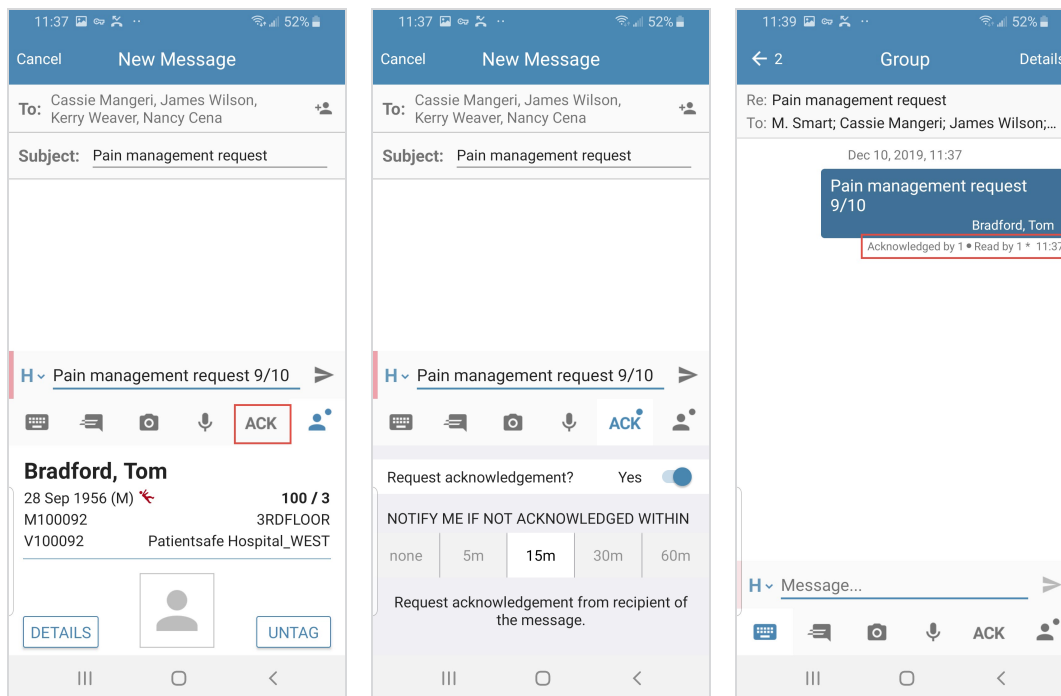 11:37 52%
Cancel New Message
To: Cassie Mangeri, James Wilson,
Kerry Weaver, Nancy Cena
Subject: Pain management request
H Pain management request 9/10
ACK
Bradford, Tom
28 Sep 1956 (M) 100 / 3
M100092 3RDFLOOR
V100092 Patientsafe Hospital_WEST
DETAILS UNTAG
11:37 52%
Cancel New Message
To: Cassie Mangeri, James Wilson,
Kerry Weaver, Nancy Cena
Subject: Pain management request
H Pain management request 9/10
ACK
Request acknowledgement? Yes
NOTIFY ME IF NOT ACKNOWLEDGED WITHIN
none 5m 15m 30m 60m
Request acknowledgement from recipient of
the message.
11:39 52%
2 Group Details
Re: Pain management request
To: M. Smart; Cassie Mangeri; James Wilson;...
Dec 10, 2019, 11:37
Pain management request
9/10
Bradford, Tom
Acknowledged by 1 • Read by 1 * 11:37
H Message...
ACK